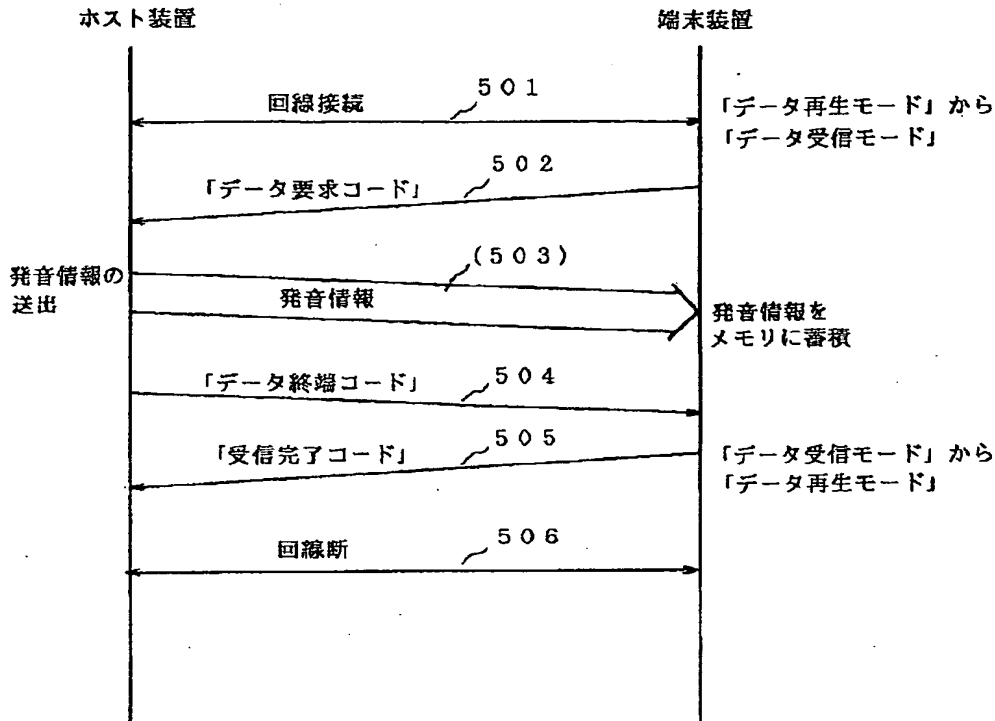 ホスト装置
端末装置
回線接続
501
「データ再生モード」から
「データ受信モード」
「データ要求コード」
502
発音情報の
送出
(503)
発音情報
発音情報を
メモリに蓄積
「データ終端コード」
504
「受信完了コード」
505
「データ受信モード」から
「データ再生モード」
回線断
506